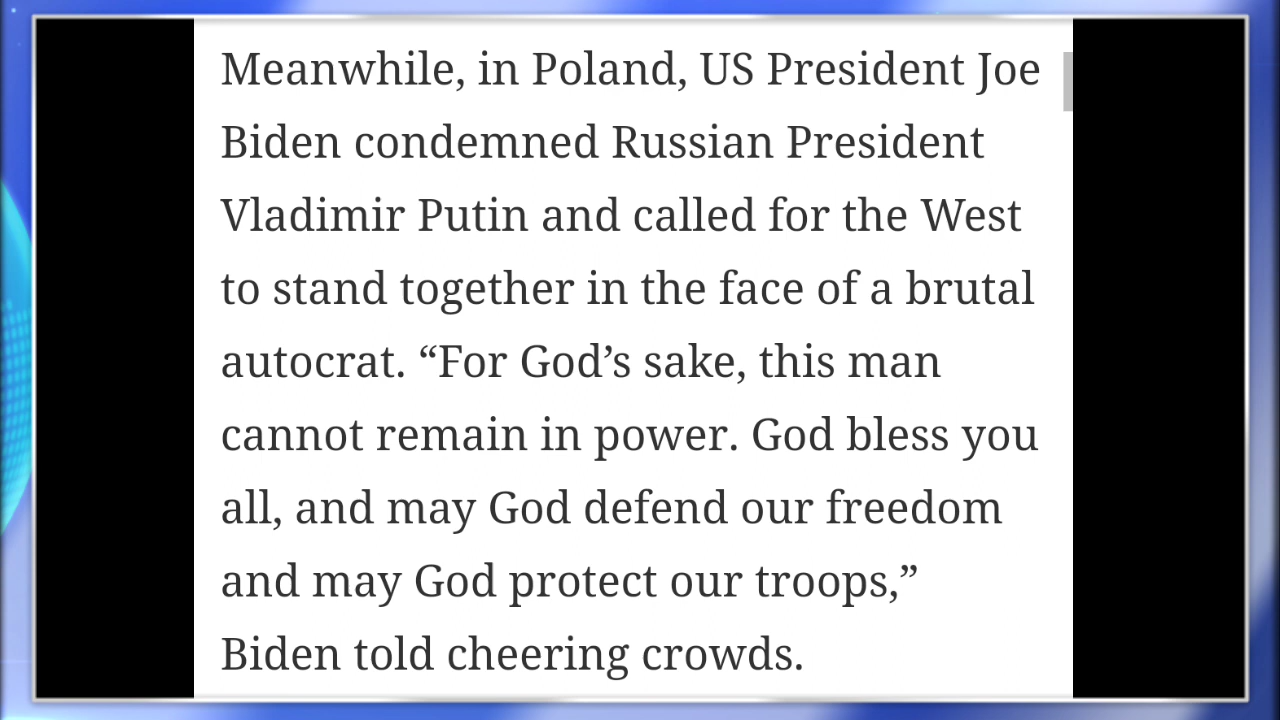 Meanwhile, in Poland, US President Joe
Biden condemned Russian President
Vladimir Putin and called for the West
to stand together in the face of a brutal
autocrat. “For God’s sake, this man
cannot remain in power. God bless you
all, and may God defend our freedom
and may God protect our troops,”
Biden told cheering crowds.